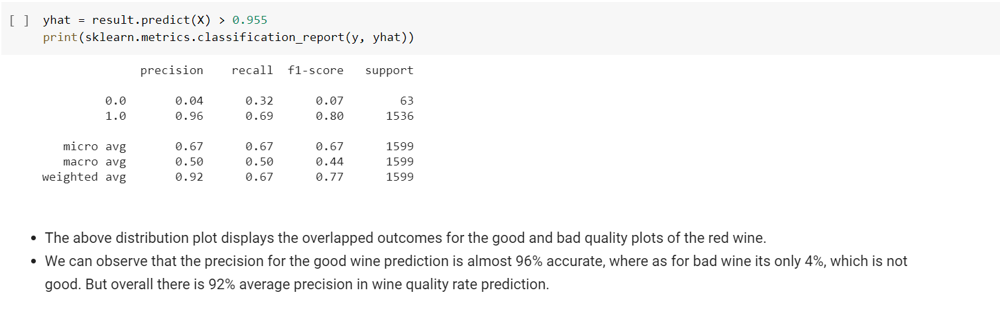 [ ] yhat = result.predict(X) > 0.955
print(sklearn.metrics.classification_report(y, yhat))
precision recall f1-score support
0.0 0.04 0.32 0.07 63
1.0 0.96 0.69 0.80 1536
micro avg 0.67 0.67 0.67 1599
macro avg 0.50 0.50 0.44 1599
weighted avg 0.92 0.67 0.77 1599
• The above distribution plot displays the overlapped outcomes for the good and bad quality plots of the red wine.
• We can observe that the precision for the good wine prediction is almost 96% accurate, where as for bad wine its only 4%, which is not
good. But overall there is 92% average precision in wine quality rate prediction.